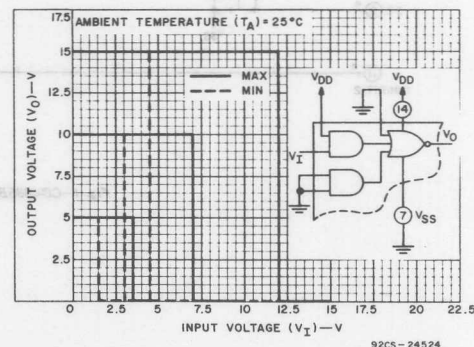 AMBIENT TEMPERATURE (TA) = 25°C
17.5
15
12.5
10
7.5
5
2.5
OUTPUT VOLTAGE (VO)—V
MAX
MIN
VDD
VDD
14
VI
VO
7
VSS
0
2.5
5
7.5
10
12.5
15
17.5
20
22.5
INPUT VOLTAGE (VI)—V
92CS-24524